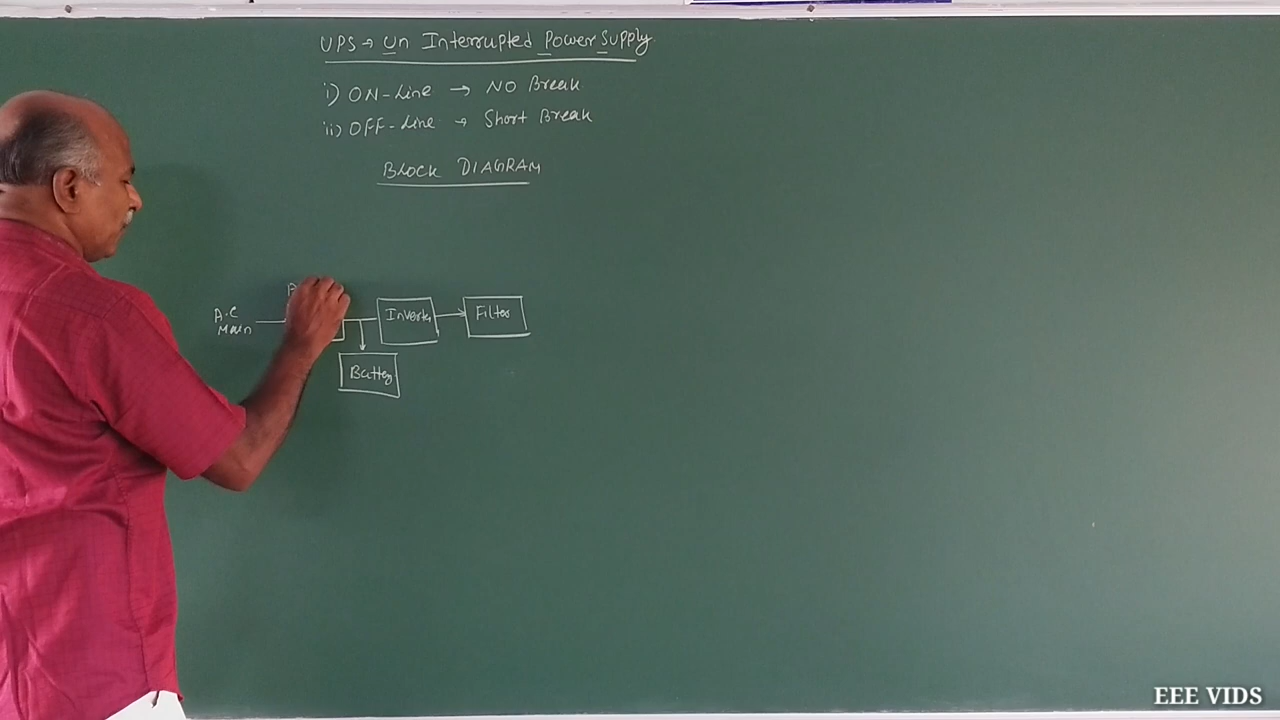 UPS → Un Interrupted Power Supply
i) ON-Line → NO Break
ii) OFF-Line → Short Break
BLOCK DIAGRAM
A.C
Main
Inverter
Filter
Battery
EEE VIDS